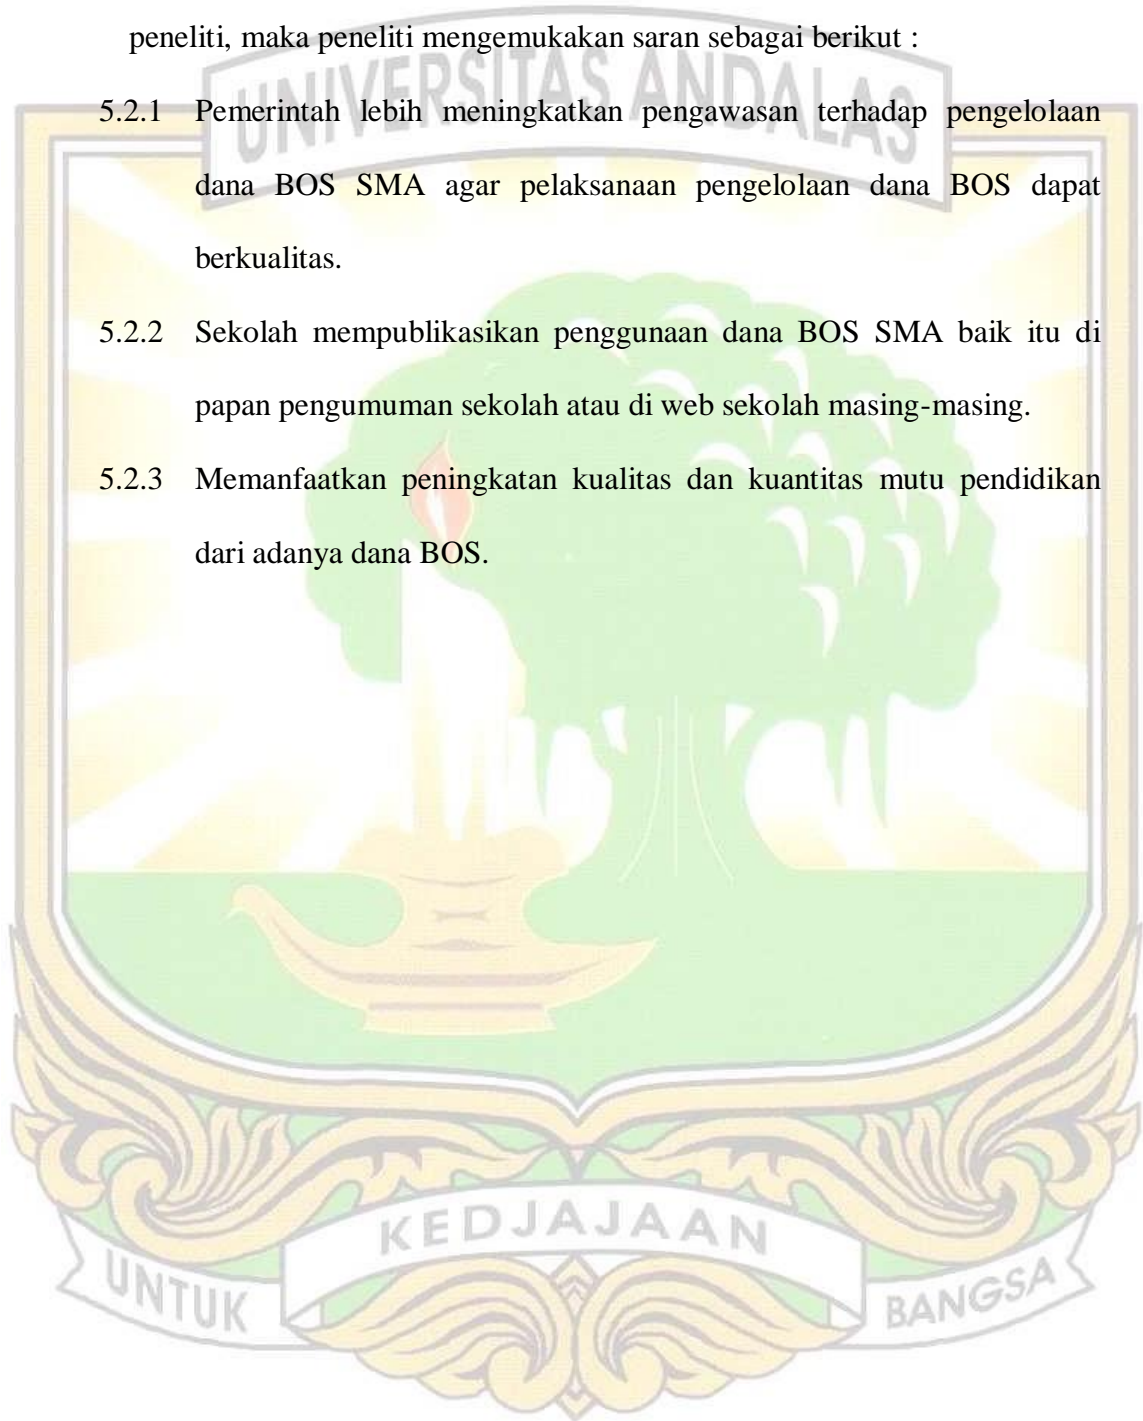 peneliti, maka peneliti mengemukakan saran sebagai berikut :
UNIVERSITAS ANDALAS
5.2.1 Pemerintah lebih meningkatkan pengawasan terhadap pengelolaan
dana BOS SMA agar pelaksanaan pengelolaan dana BOS dapat
berkualitas.
5.2.2 Sekolah mempublikasikan penggunaan dana BOS SMA baik itu di
papan pengumuman sekolah atau di web sekolah masing-masing.
5.2.3 Memanfaatkan peningkatan kualitas dan kuantitas mutu pendidikan
dari adanya dana BOS.
UNTUK KEDJAJAAN BANGSA